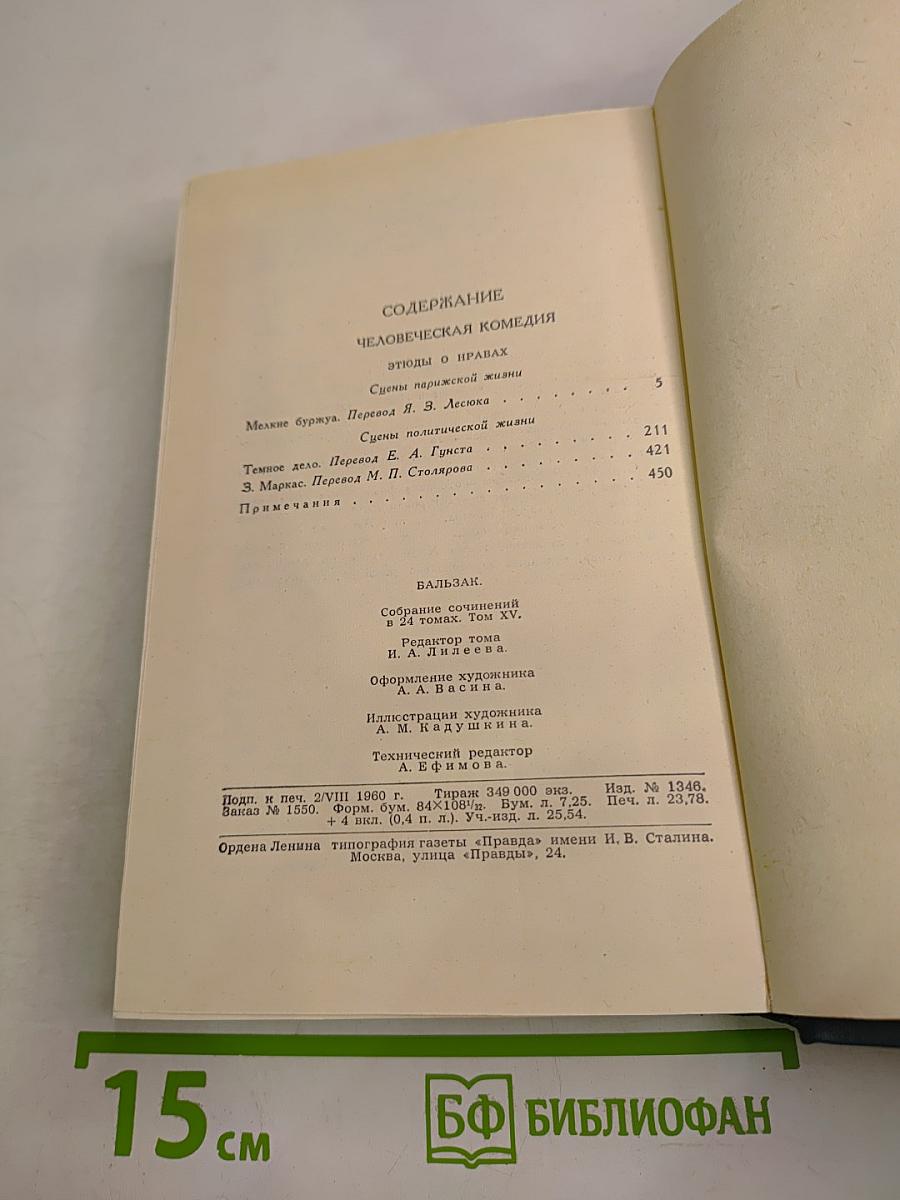 СОДЕРЖАНИЕ
ЧЕЛОВЕЧЕСКАЯ КОМЕДИЯ
ЭТЮДЫ О НРАВАХ
Сцены парижской жизни
Мелкие буржуа. Перевод Я. З. Лесюка . . . . . . . . 5
Сцены политической жизни
Темное дело. Перевод Е. А. Гунста . . . . . . . . . 211
З. Маркас. Перевод М. П. Столярова . . . . . . . . . 421
Примечания . . . . . . . . . . . . . . . . . 450
БАЛЬЗАК.
Собрание сочинений
в 24 томах. Том XV.
Редактор тома
И. А. Лилеева.
Оформление художника
А. А. Васина.
Иллюстрации художника
А. М. Кадушкина.
Технический редактор
А. Ефимова.
Подп. к печ. 2/VIII 1960 г. Тираж 349 000 экз. Изд. № 1346.
Заказ № 1550. Форм. бум. 84×108¹/₃₂. Бум. л. 7,25. Печ. л. 23,78.
+ 4 вкл. (0,4 п. л.). Уч.-изд. л. 25,54.
Ордена Ленина типография газеты «Правда» имени И. В. Сталина.
Москва, улица «Правды», 24.
15 см
БФ БИБЛИОФАН